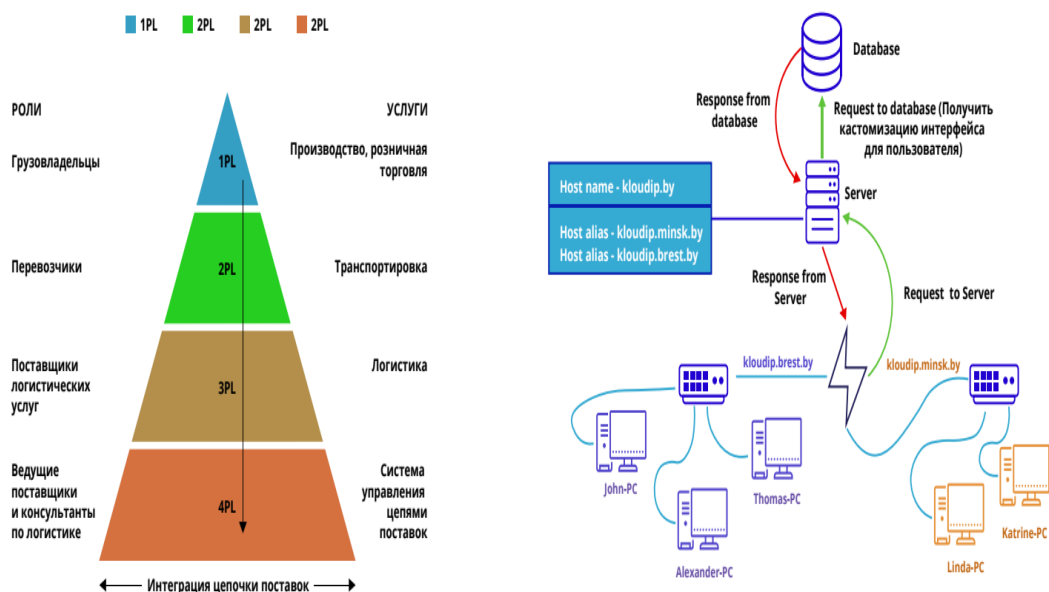 1PL 2PL 2PL 2PL
РОЛИ
УСЛУГИ
Грузовладельцы
1PL
Производство, розничная
торговля
Перевозчики
2PL
Транспортировка
Поставщики
логистических
услуг
3PL
Логистика
Ведущие
поставщики
и консультанты
по логистике
4PL
Система
управления
цепями
поставок
Интеграция цепочки поставок
Database
Response from
database
Request to database (Получить
кастомизацию интерфейса
для пользователя)
Host name - kloudip.by
Host alias - kloudip.minsk.by
Host alias - kloudip.brest.by
Server
Response from
Server
Request to Server
kloudip.brest.by
kloudip.minsk.by
John-PC
Thomas-PC
Alexander-PC
Katrine-PC
Linda-PC